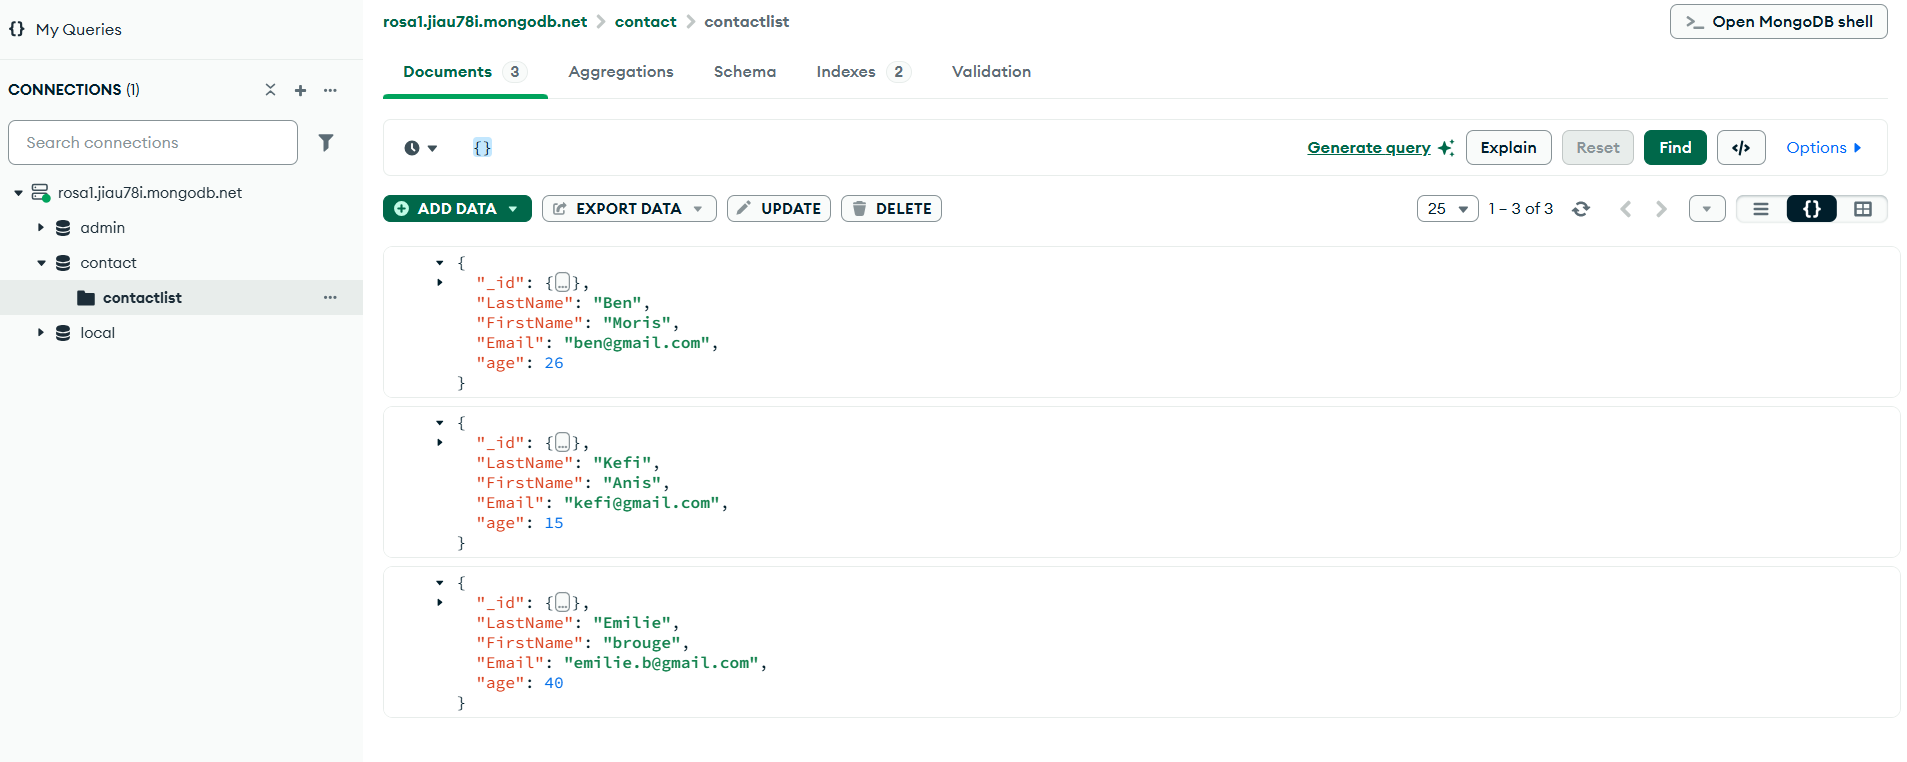 My Queries
CONNECTIONS (1)
Search connections
rosa1.jiau78i.mongodb.net
admin
contact
contactlist
local
rosa1.jiau78i.mongodb.net > contact > contactlist
>_ Open MongoDB shell
Documents 3 Aggregations Schema Indexes 2 Validation
{} Generate query Explain Reset Find </> Options
ADD DATA EXPORT DATA UPDATE DELETE 25 1 – 3 of 3 {}
{
"_id": {…},
"LastName": "Ben",
"FirstName": "Moris",
"Email": "ben@gmail.com",
"age": 26
}
{
"_id": {…},
"LastName": "Kefi",
"FirstName": "Anis",
"Email": "kefi@gmail.com",
"age": 15
}
{
"_id": {…},
"LastName": "Emilie",
"FirstName": "brouge",
"Email": "emilie.b@gmail.com",
"age": 40
}